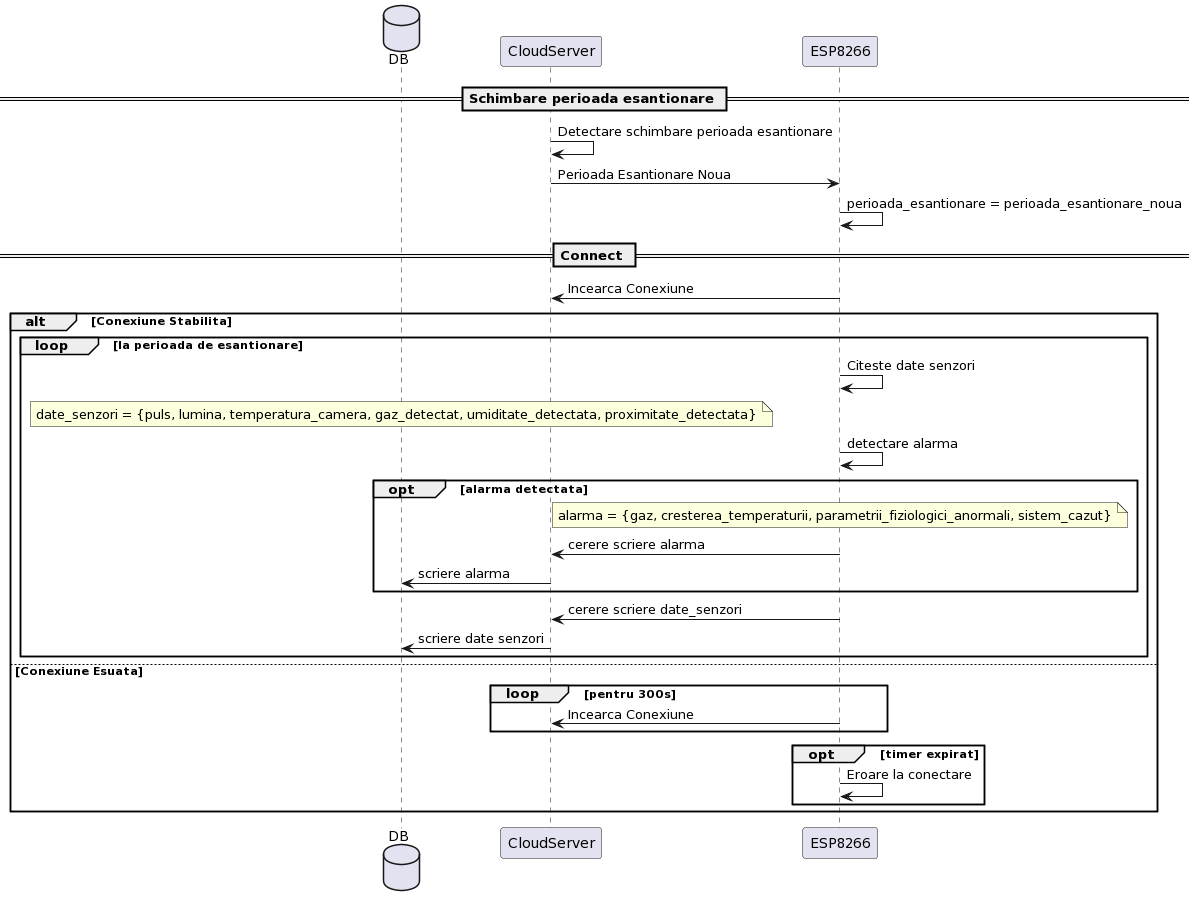 DB
CloudServer
ESP8266
Schimbare perioada esantionare
Detectare schimbare perioada esantionare
Perioada Esantionare Noua
perioada_esantionare = perioada_esantionare_noua
Connect
Incearca Conexiune
alt [Conexiune Stabilita]
loop [la perioada de esantionare]
Citeste date senzori
date_senzori = {puls, lumina, temperatura_camera, gaz_detectat, umiditate_detectata, proximitate_detectata}
detectare alarma
opt [alarma detectata]
alarma = {gaz, cresterea_temperaturii, parametrii_fiziologici_anormali, sistem_cazut}
cerere scriere alarma
scriere alarma
cerere scriere date_senzori
scriere date senzori
[Conexiune Esuata]
loop [pentru 300s]
Incearca Conexiune
opt [timer expirat]
Eroare la conectare
DB
CloudServer
ESP8266